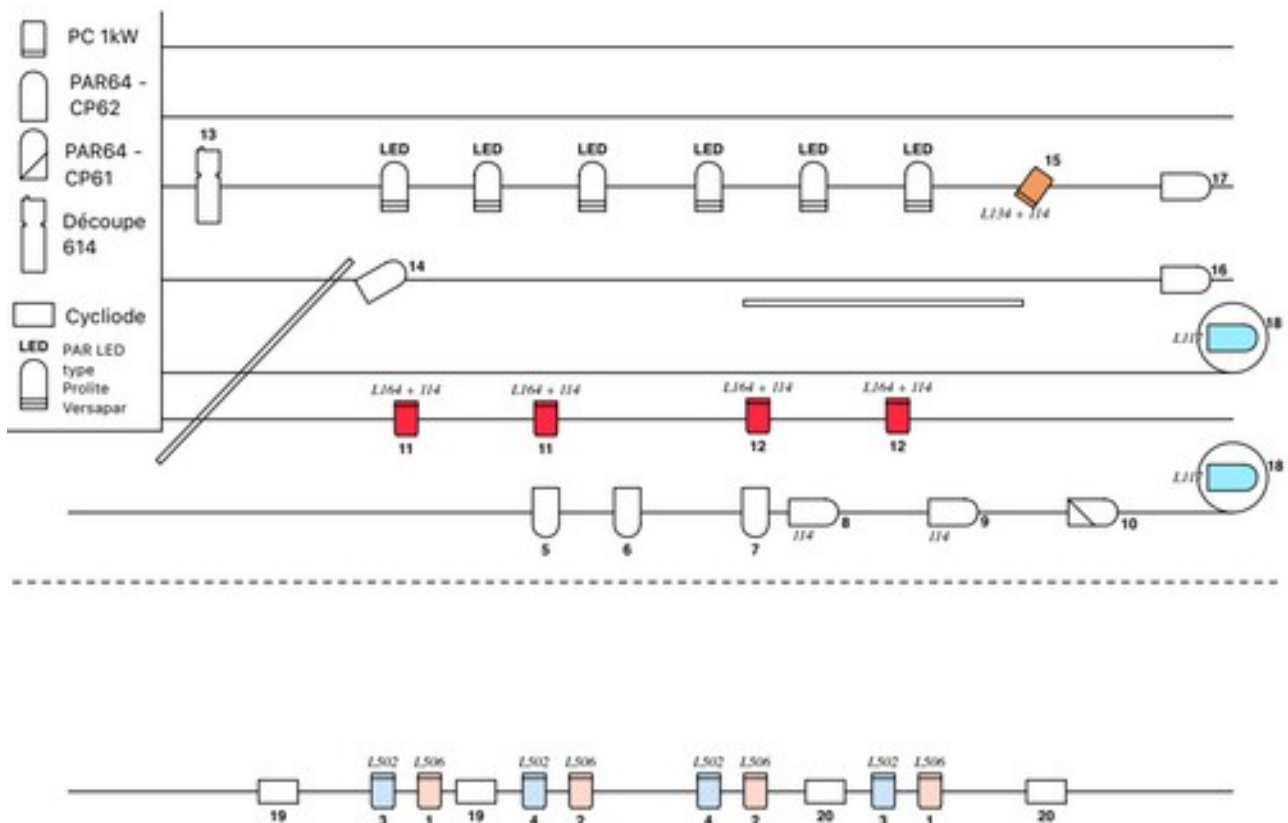 PC 1kW
PAR64 -
CP62
PAR64 -
CP61
Découpe
614
Cycliode
LED PAR LED
type
Prolite
Versapar
13
LED LED LED LED LED LED
15
17
L134 + 114
14
16
18
L117
L164 + 114 L164 + 114 L164 + 114 L164 + 114
11 11 12 12
18
L117
8 9 10
114 114
5 6 7
L502 L506 L502 L506 L502 L506 L502 L506
19 3 1 19 4 2 4 2 20 3 1 20